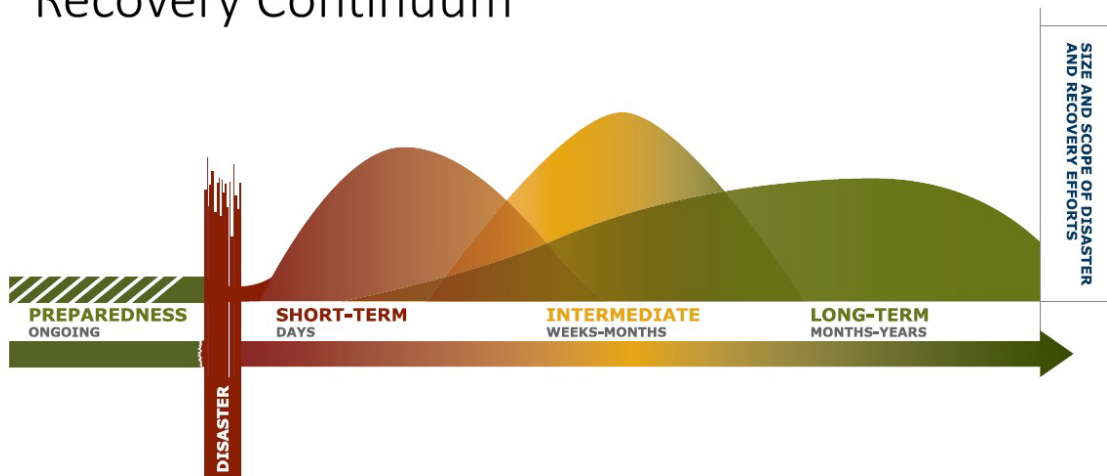 Recovery Continuum
SIZE AND SCOPE OF DISASTER
AND RECOVERY EFFORTS
PREPAREDNESS
ONGOING
SHORT-TERM
DAYS
INTERMEDIATE
WEEKS-MONTHS
LONG-TERM
MONTHS-YEARS
DISASTER